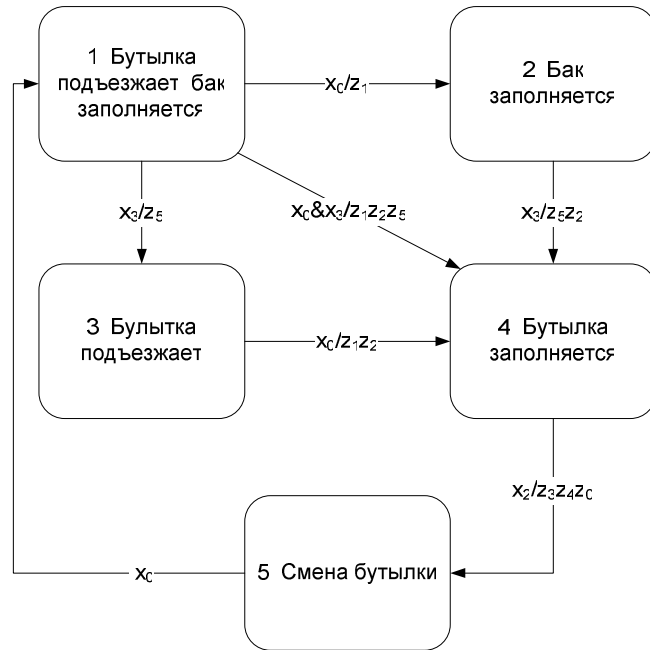 1 Бутылка
подъезжает бак
заполняется
x₀/z₁
2 Бак
заполняется
x₃/z₅
x₀&x₃/z₁z₂z₅
x₃/z₅z₂
3 Булытка
подъезжает
x₀/z₁z₂
4 Бутылка
заполняется
x₂/z₃z₄z₀
x₀
5 Смена бутылки